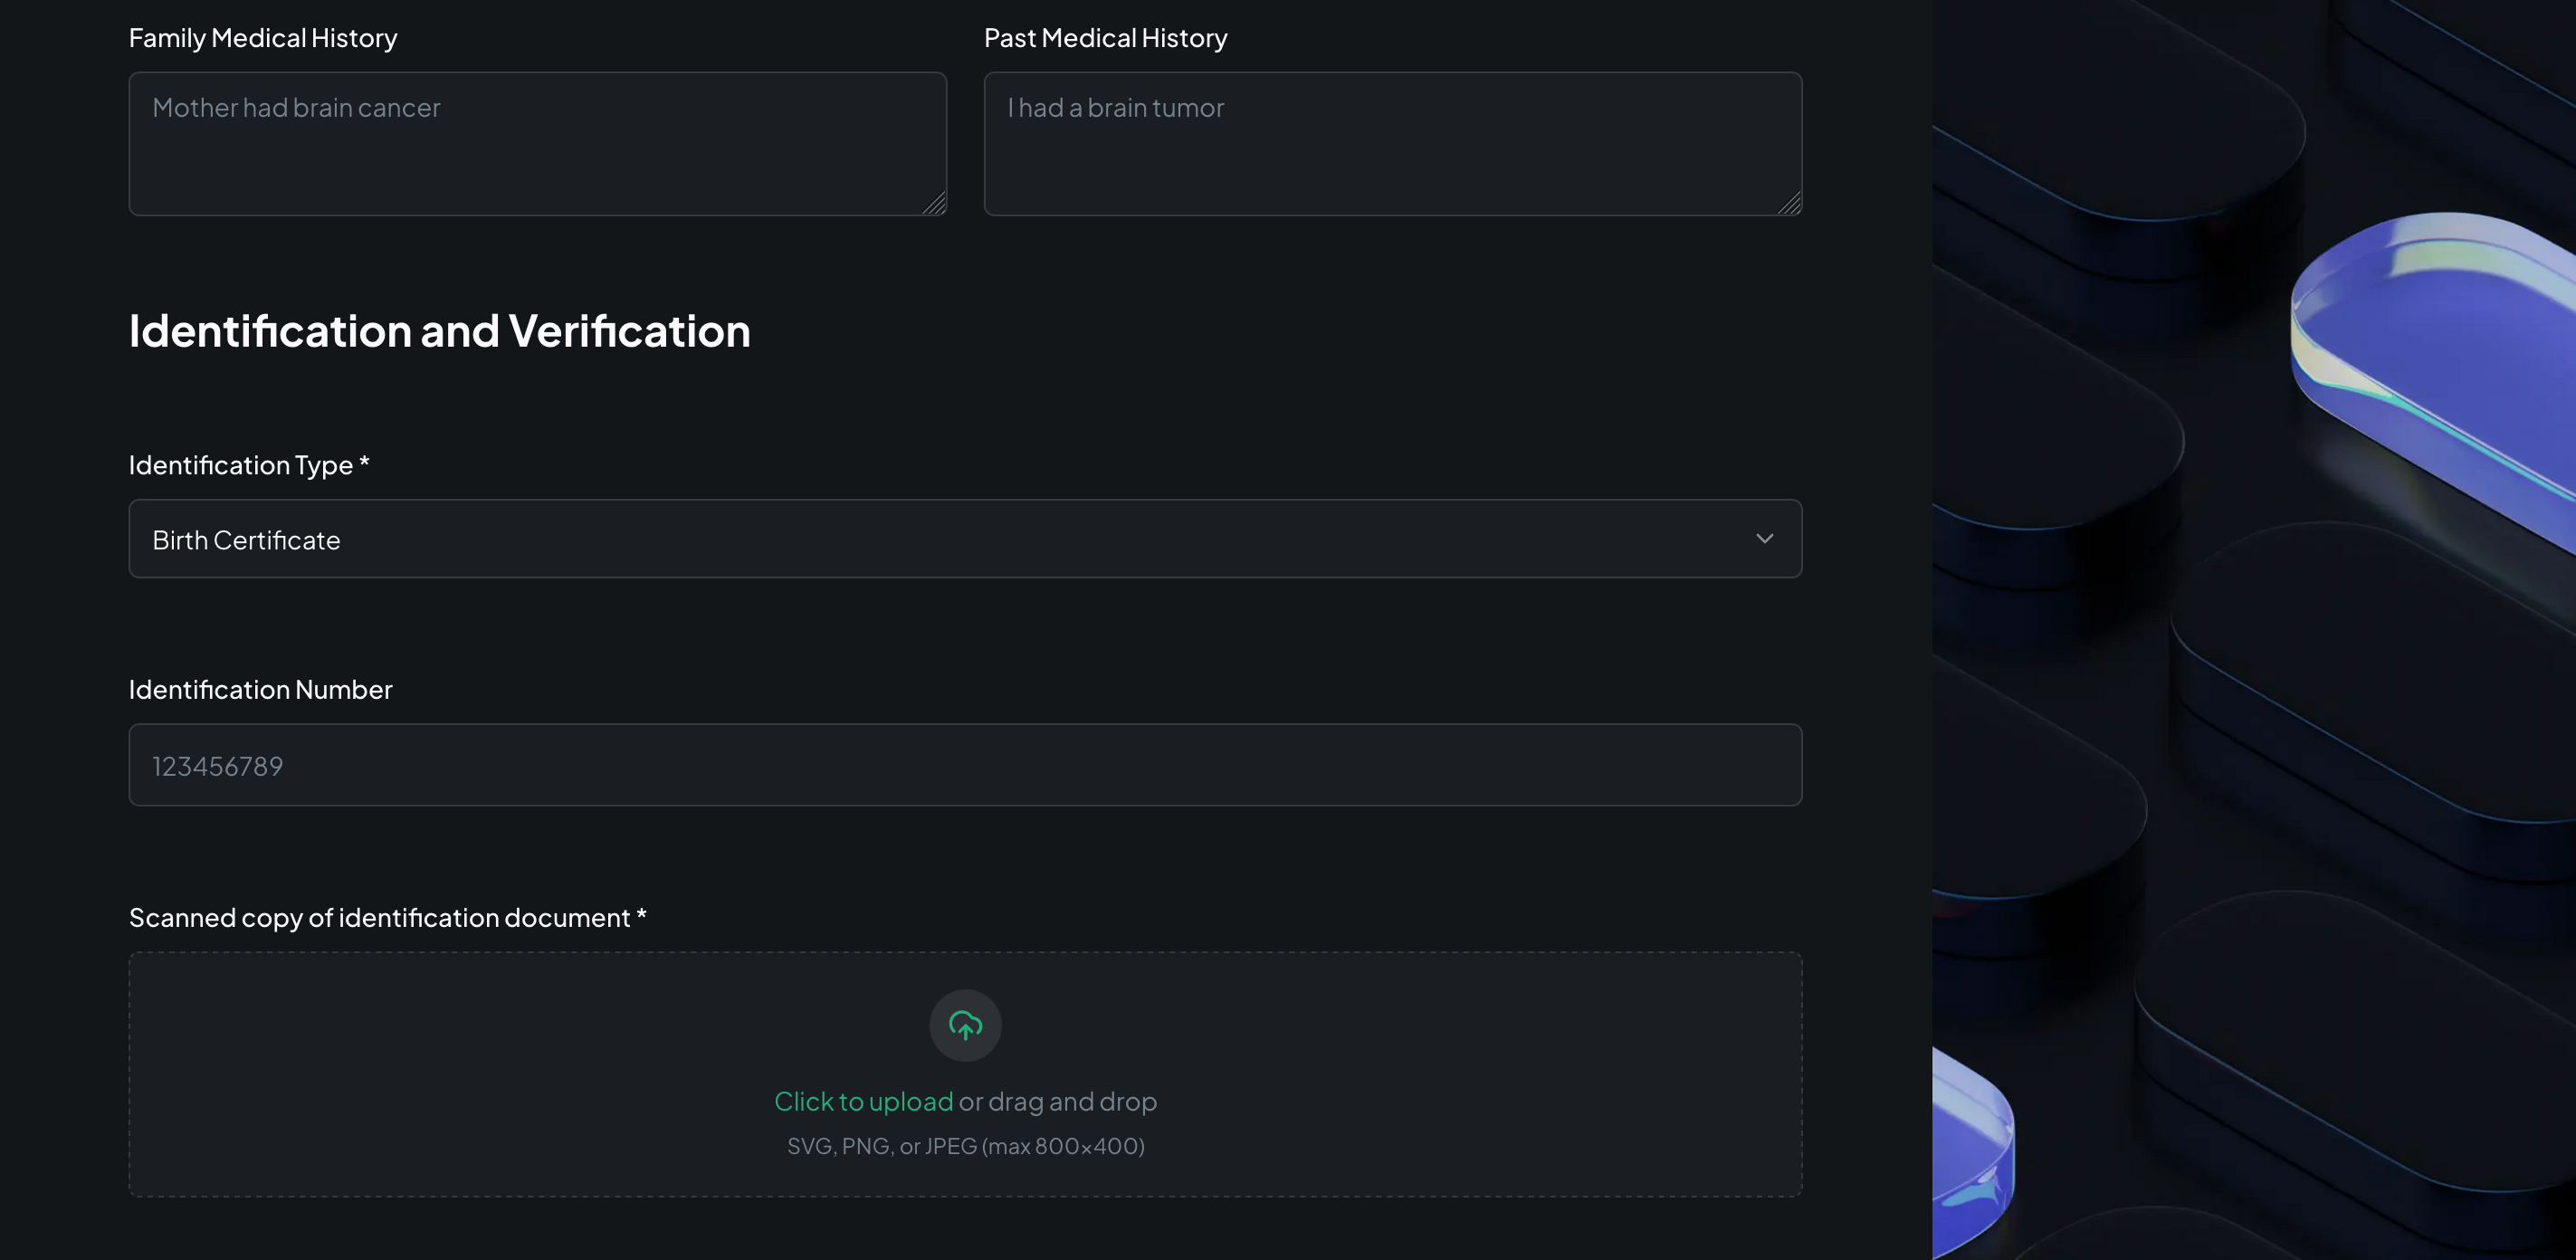 Family Medical History
Past Medical History
Mother had brain cancer
I had a brain tumor
Identification and Verification
Identification Type *
Birth Certificate
Identification Number
123456789
Scanned copy of identification document *
Click to upload or drag and drop
SVG, PNG, or JPEG (max 800×400)